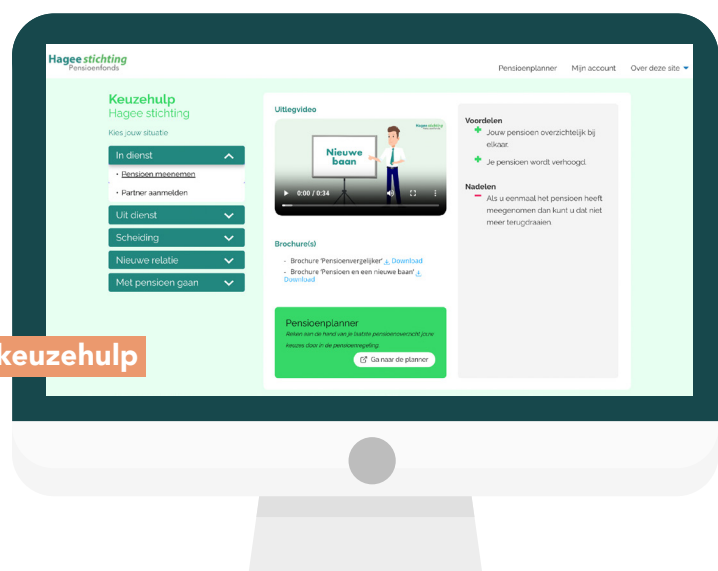 Hagee stichting
Pensioenfonds
Pensioenplanner Mijn account Over deze site
Keuzehulp
Hagee stichting
Kies jouw situatie
In dienst
• Pensioen meenemen
• Partner aanmelden
Uit dienst
Scheiding
Nieuwe relatie
Met pensioen gaan
keuzehulp
Uitlegvideo
Nieuwe
baan
0:00 / 0:34
Brochure(s)
- Brochure 'Pensioenvergelijker' Download
- Brochure 'Pensioen en een nieuwe baan'
Download
Pensioenplanner
Reken aan de hand van je laatste pensioenoverzicht jouw
keuzes door in de pensioenregeling.
Ga naar de planner
Voordelen
Jouw pensioen overzichtelijk bij
elkaar.
Je pensioen wordt verhoogd.
Nadelen
Als u eenmaal het pensioen heeft
meegenomen dan kunt u dat niet
meer terugdraaien.